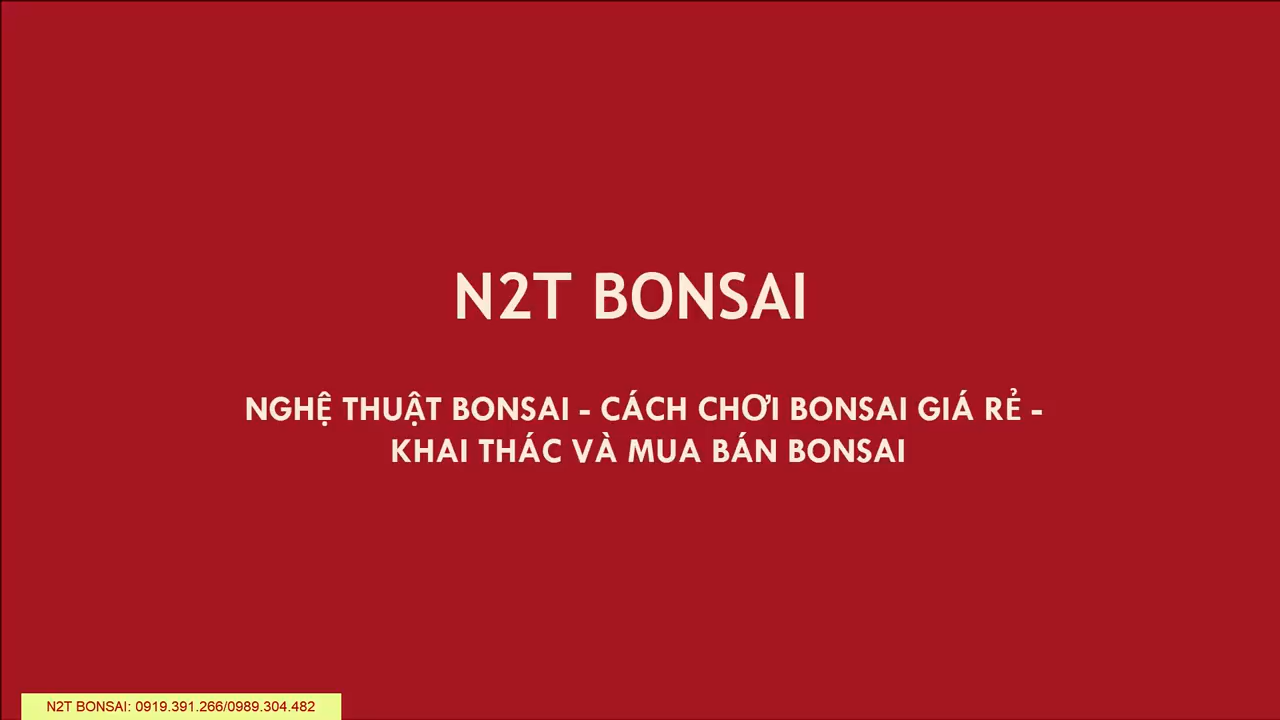 N2T BONSAI
NGHỆ THUẬT BONSAI - CÁCH CHƠI BONSAI GIÁ RẺ -
KHAI THÁC VÀ MUA BÁN BONSAI
N2T BONSAI: 0919.391.266/0989.304.482